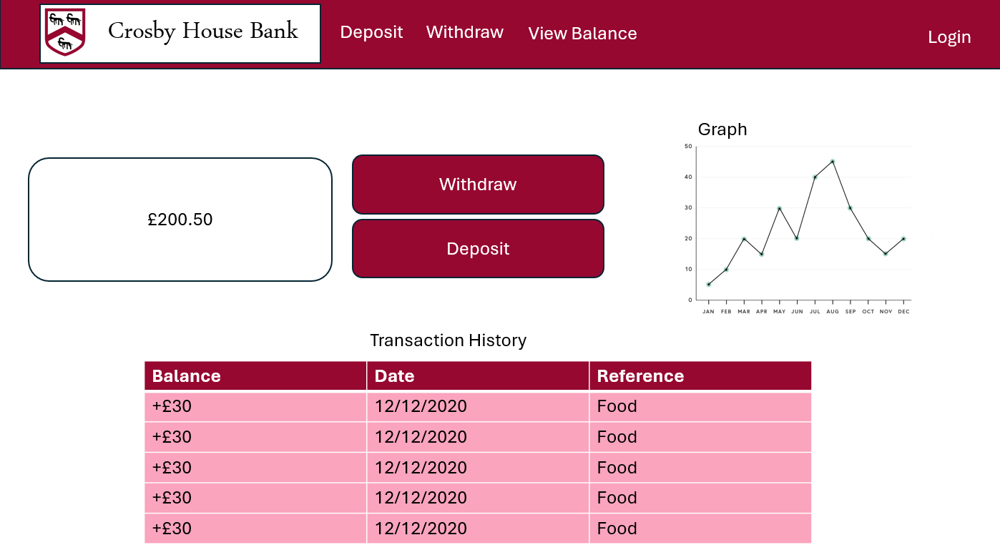 Crosby House Bank
Deposit Withdraw View Balance
Login
Graph
50
40
30
20
10
0
JAN FEB MAR APR MAY JUN JUL AUG SEP OCT NOV DEC
£200.50
Withdraw
Deposit
Transaction History
Balance Date Reference
+£30 12/12/2020 Food
+£30 12/12/2020 Food
+£30 12/12/2020 Food
+£30 12/12/2020 Food
+£30 12/12/2020 Food